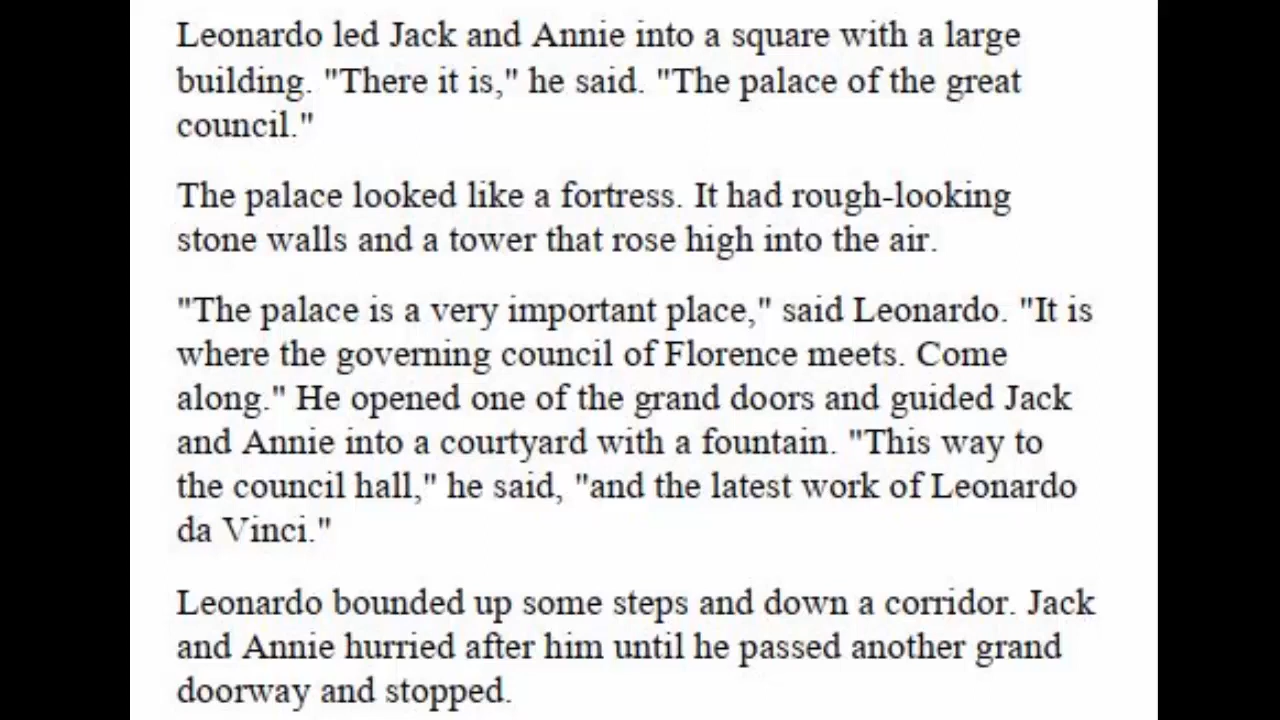 Leonardo led Jack and Annie into a square with a large
building. "There it is," he said. "The palace of the great
council."
The palace looked like a fortress. It had rough-looking
stone walls and a tower that rose high into the air.
"The palace is a very important place," said Leonardo. "It is
where the governing council of Florence meets. Come
along." He opened one of the grand doors and guided Jack
and Annie into a courtyard with a fountain. "This way to
the council hall," he said, "and the latest work of Leonardo
da Vinci."
Leonardo bounded up some steps and down a corridor. Jack
and Annie hurried after him until he passed another grand
doorway and stopped.